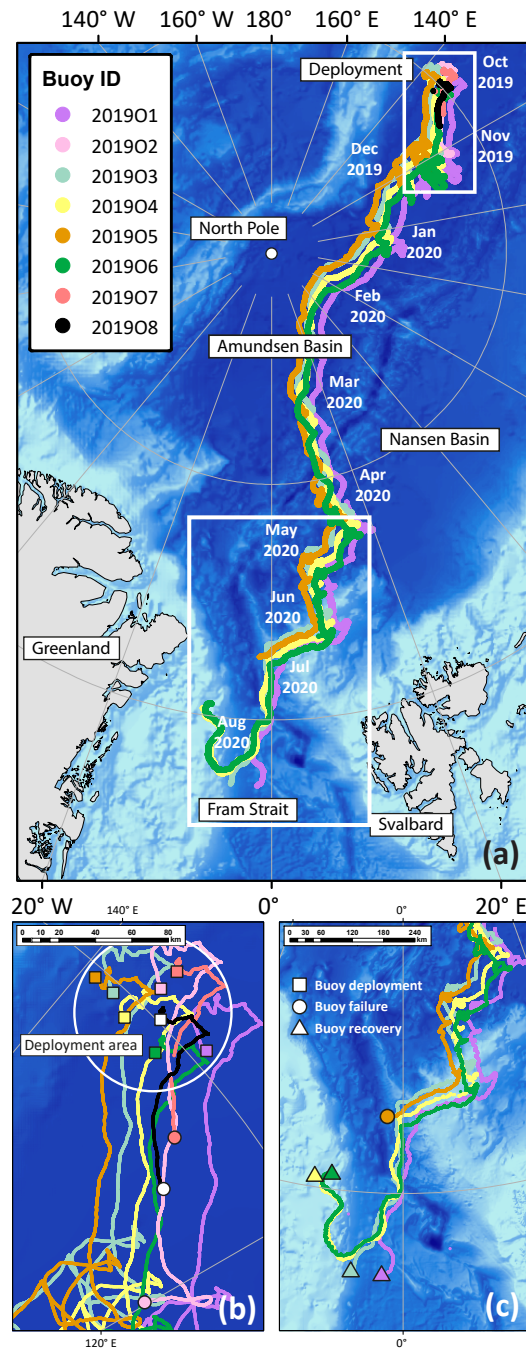 140° W
160° W
180°
160° E
140° E
Buoy ID
2019O1
2019O2
2019O3
2019O4
2019O5
2019O6
2019O7
2019O8
Deployment
Oct
2019
Nov
2019
Dec
2019
North Pole
Jan
2020
Feb
2020
Amundsen Basin
Mar
2020
Nansen Basin
Apr
2020
May
2020
Jun
2020
Greenland
Jul
2020
Aug
2020
Fram Strait
Svalbard
(a)
20° W
0°
20° E
140° E
0 10 20 40 60 80
km
Deployment area
(b)
120° E
0°
0 30 60 120 180 240
km
Buoy deployment
Buoy failure
Buoy recovery
(c)
0°